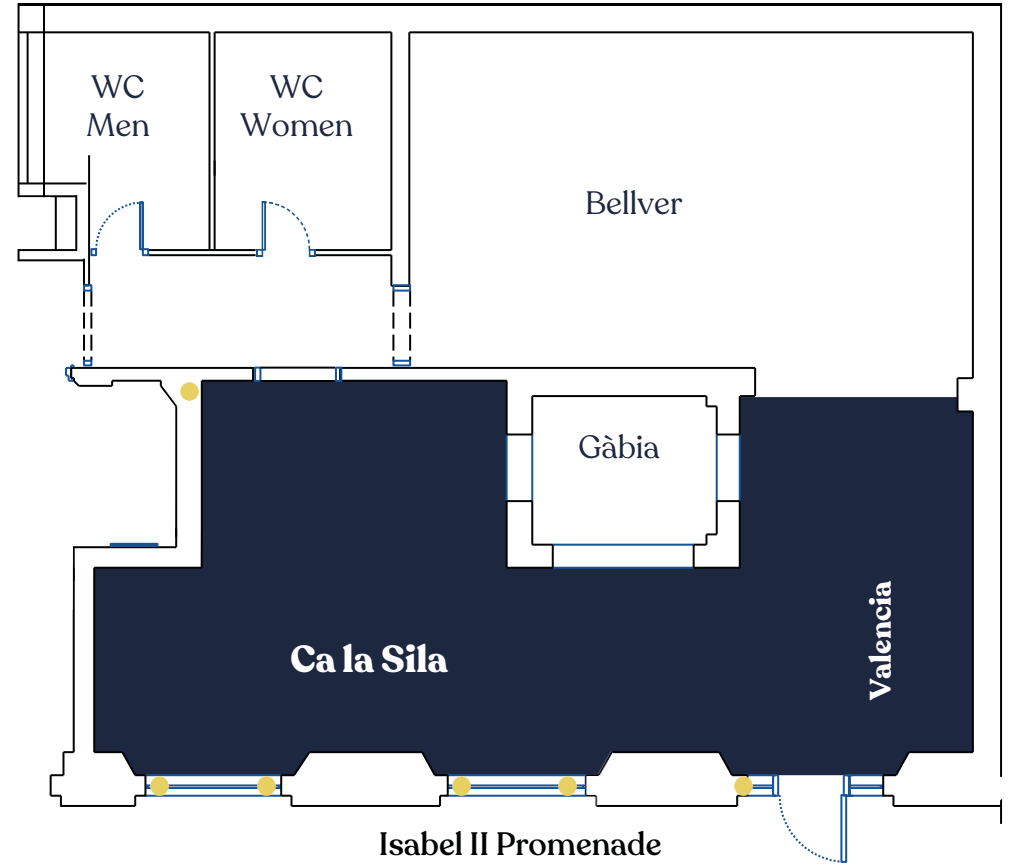 WC
Men
WC
Women
Bellver
Gàbia
Ca la Sila
Valencia
Isabel II Promenade